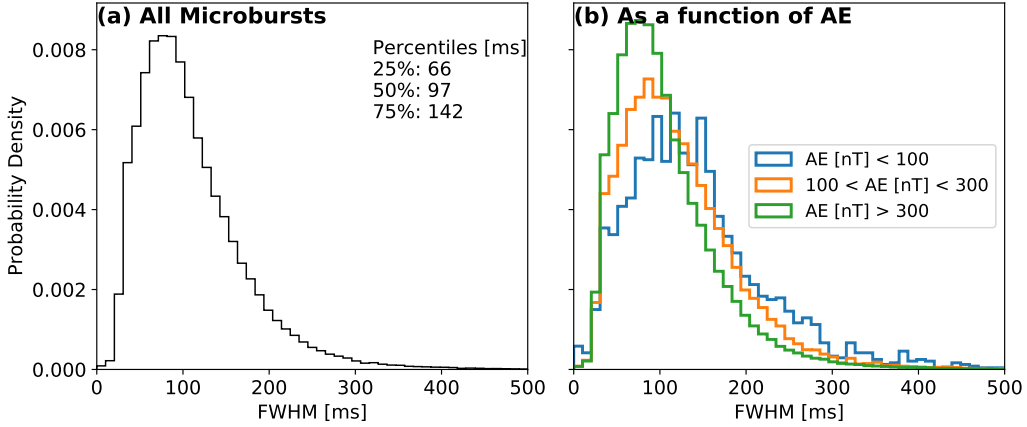 (a) All Microbursts
Percentiles [ms]
25%: 66
50%: 97
75%: 142
Probability Density
0.008
0.006
0.004
0.002
0.000
0
100
200
300
400
500
FWHM [ms]
(b) As a function of AE
AE [nT] < 100
100 < AE [nT] < 300
AE [nT] > 300
0
100
200
300
400
500
FWHM [ms]